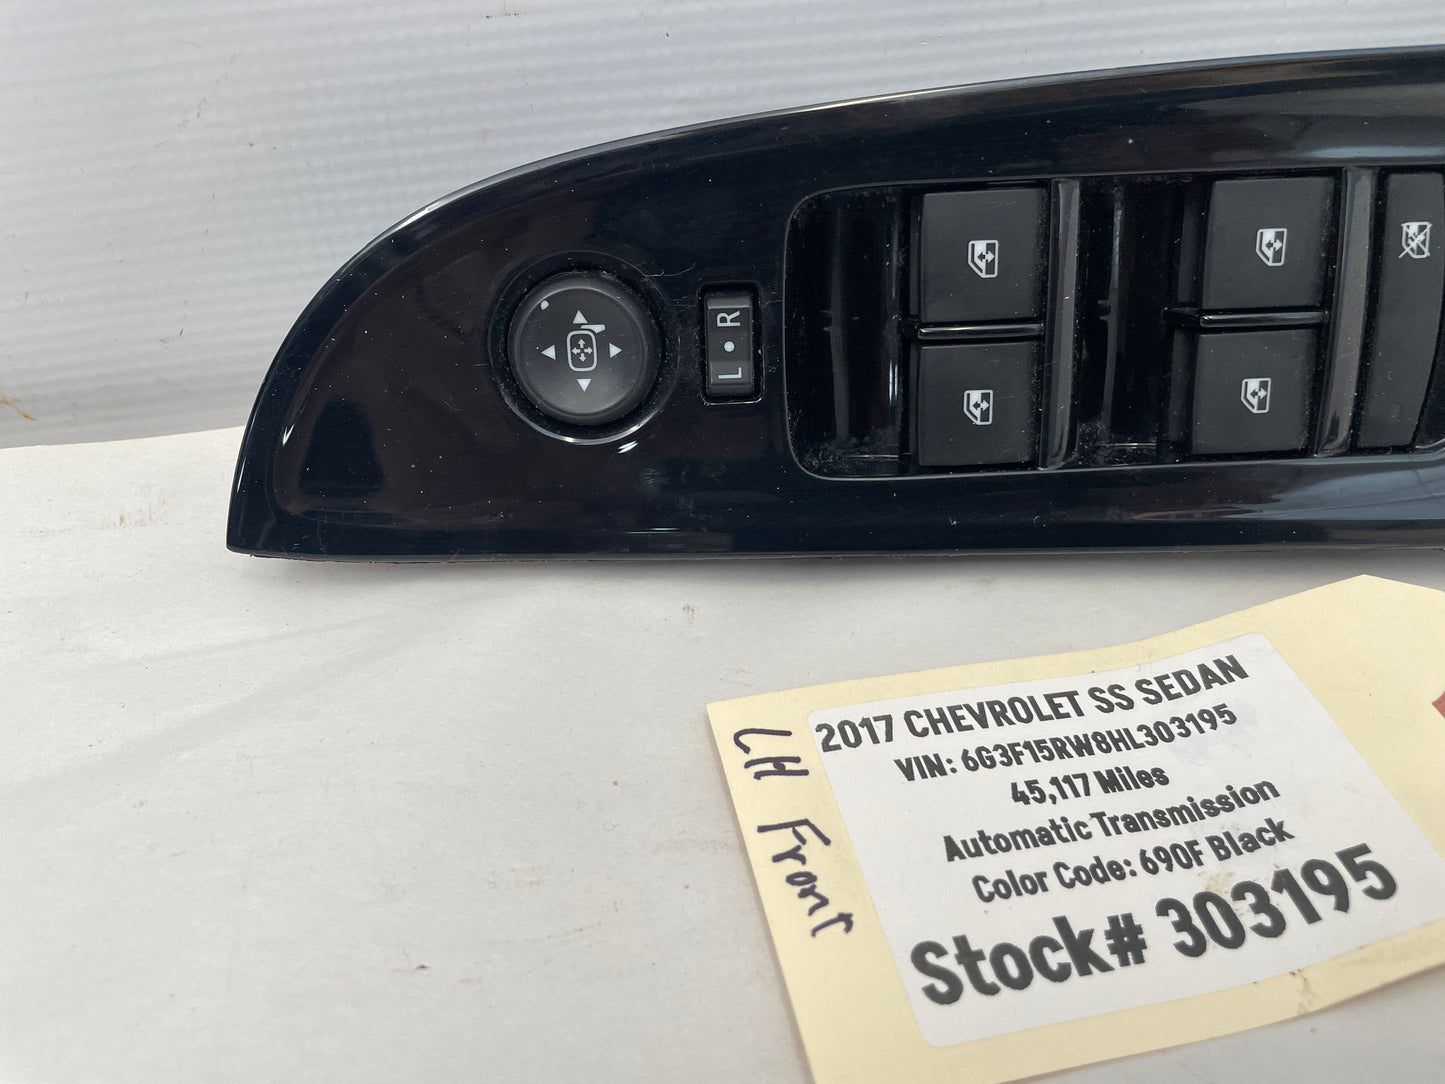 L • R
LH Front
2017 CHEVROLET SS SEDAN
VIN: 6G3F15RW8HL303195
45,117 Miles
Automatic Transmission
Color Code: 690F Black
Stock# 303195